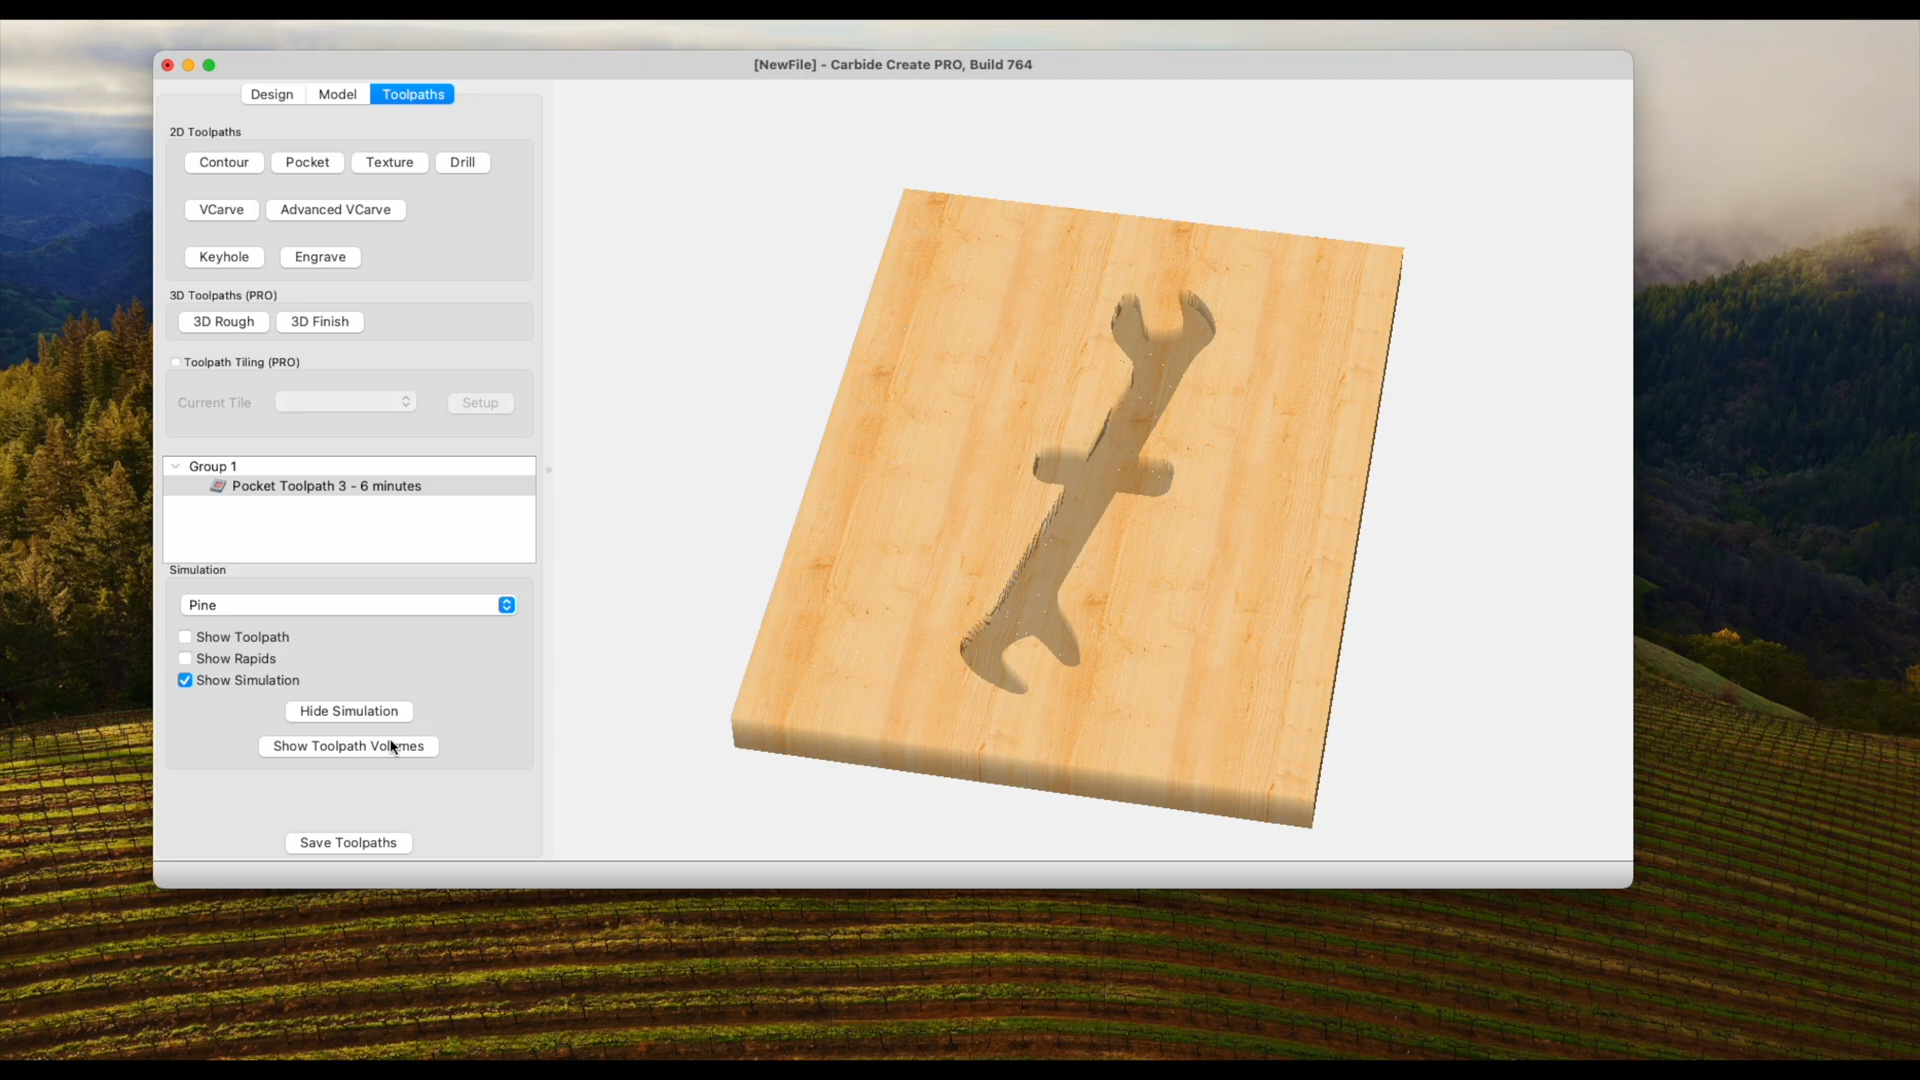 [NewFile] - Carbide Create PRO, Build 764
Design Model Toolpaths
2D Toolpaths
Contour Pocket Texture Drill
VCarve Advanced VCarve
Keyhole Engrave
3D Toolpaths (PRO)
3D Rough 3D Finish
Toolpath Tiling (PRO)
Current Tile Setup
Group 1
Pocket Toolpath 3 - 6 minutes
Simulation
Pine
Show Toolpath
Show Rapids
Show Simulation
Hide Simulation
Show Toolpath Volumes
Save Toolpaths